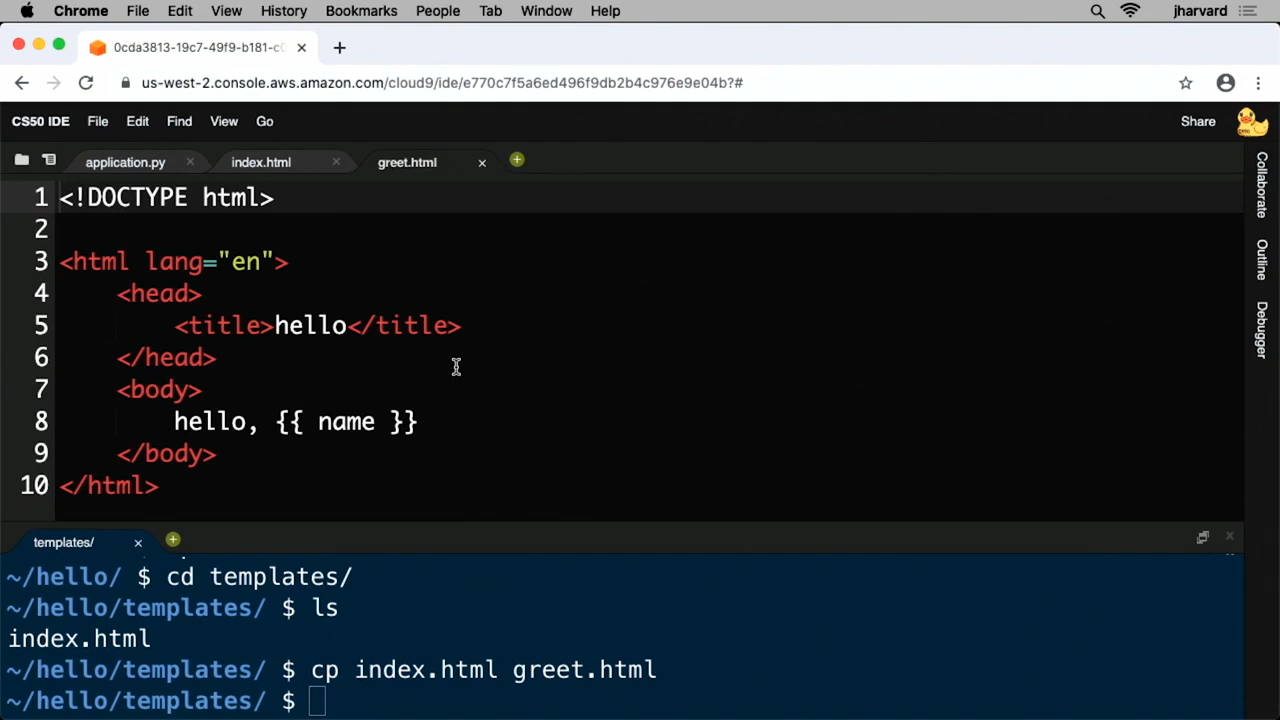 Chrome File Edit View History Bookmarks People Tab Window Help jharvard
0cda3813-19c7-49f9-b181-c
us-west-2.console.aws.amazon.com/cloud9/ide/e770c7f5a6ed496f9db2b4c976e9e04b?#
CS50 IDE File Edit Find View Go Share
application.py index.html greet.html
1 <!DOCTYPE html>
2
3 <html lang="en">
4 <head>
5 <title>hello</title>
6 </head>
7 <body>
8 hello, {{ name }}
9 </body>
10 </html>
Collaborate
Outline
Debugger
templates/
~/hello/ $ cd templates/
~/hello/templates/ $ ls
index.html
~/hello/templates/ $ cp index.html greet.html
~/hello/templates/ $